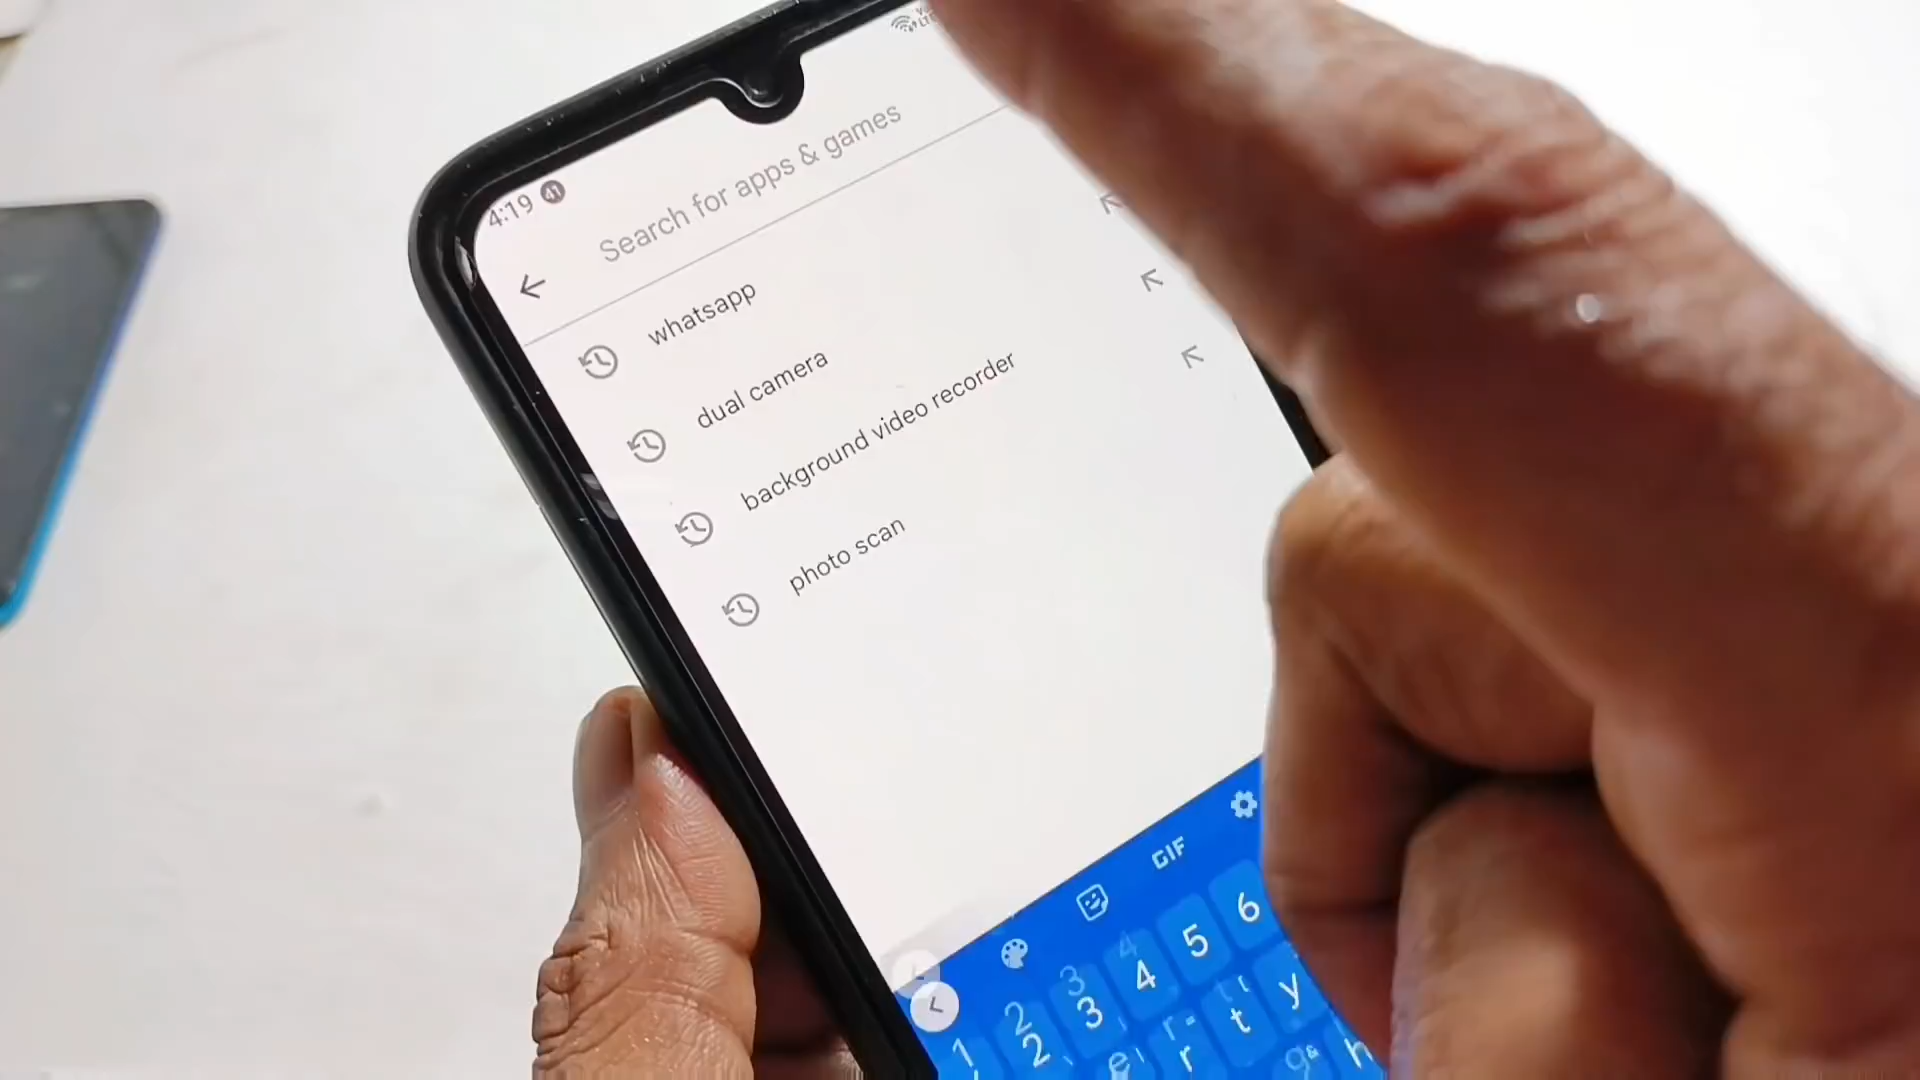 4:19 41
Search for apps & games
whatsapp
dual camera
background video recorder
photo scan
GIF
1 2 3 4 5 6
e r t y
g & h